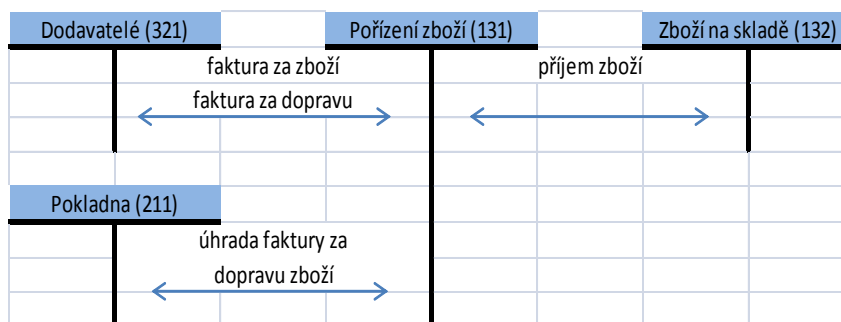 Dodavatelé (321) Pořízení zboží (131) Zboží na skladě (132)
faktura za zboží příjem zboží
faktura za dopravu
Pokladna (211)
úhrada faktury za
dopravu zboží